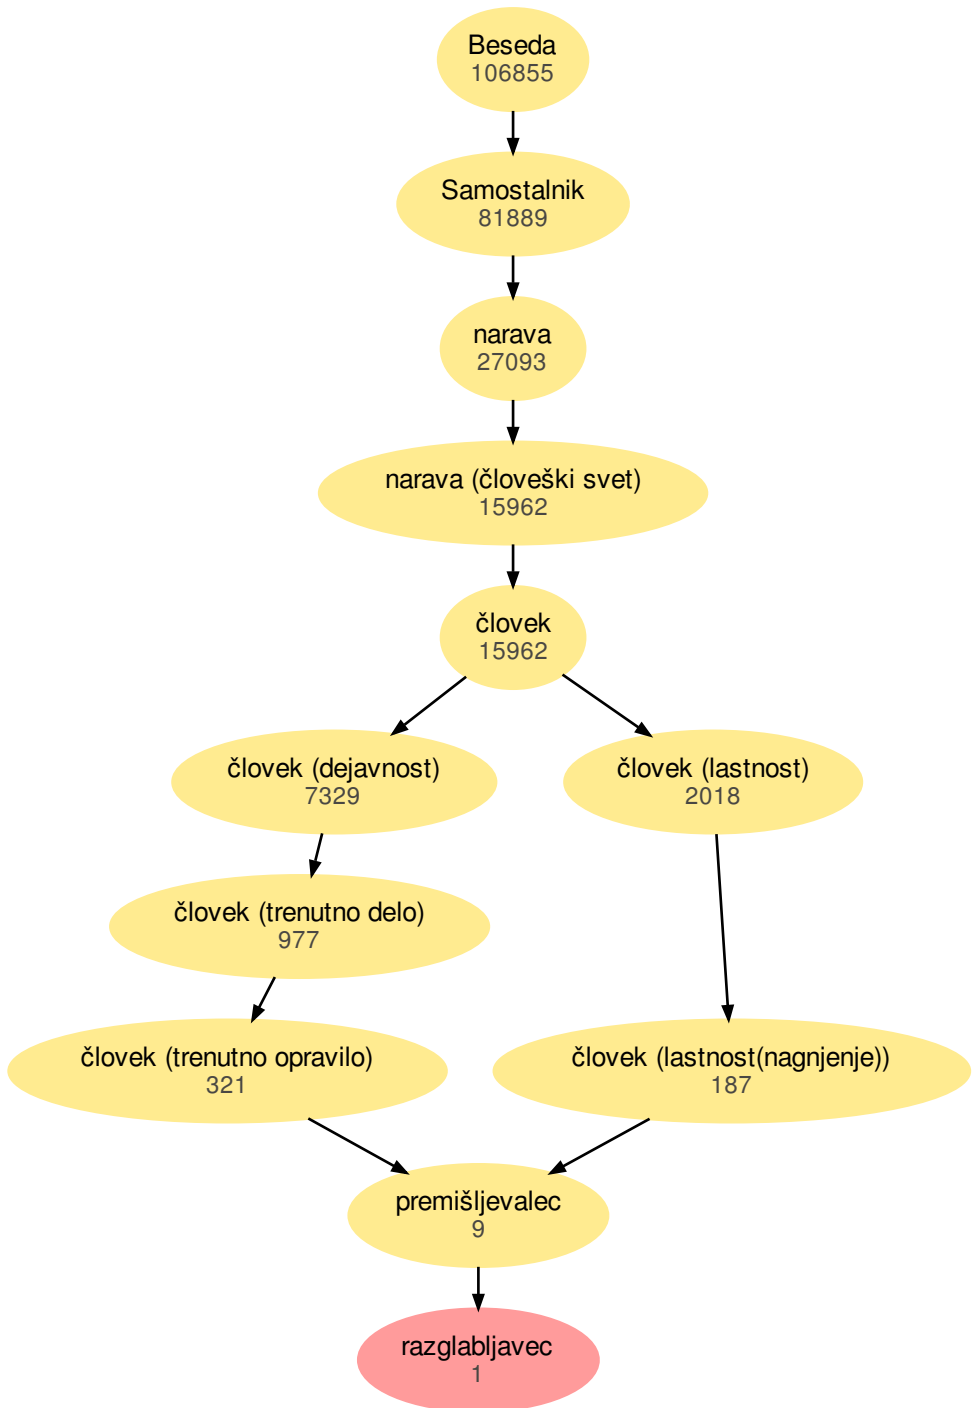 Beseda
106855
Samostalnik
81889
narava
27093
narava (človeški svet)
15962
človek
15962
človek (dejavnost)
7329
človek (lastnost)
2018
človek (trenutno delo)
977
človek (trenutno opravilo)
321
človek (lastnost(nagnjenje))
187
premišljevalec
9
razglabljavec
1